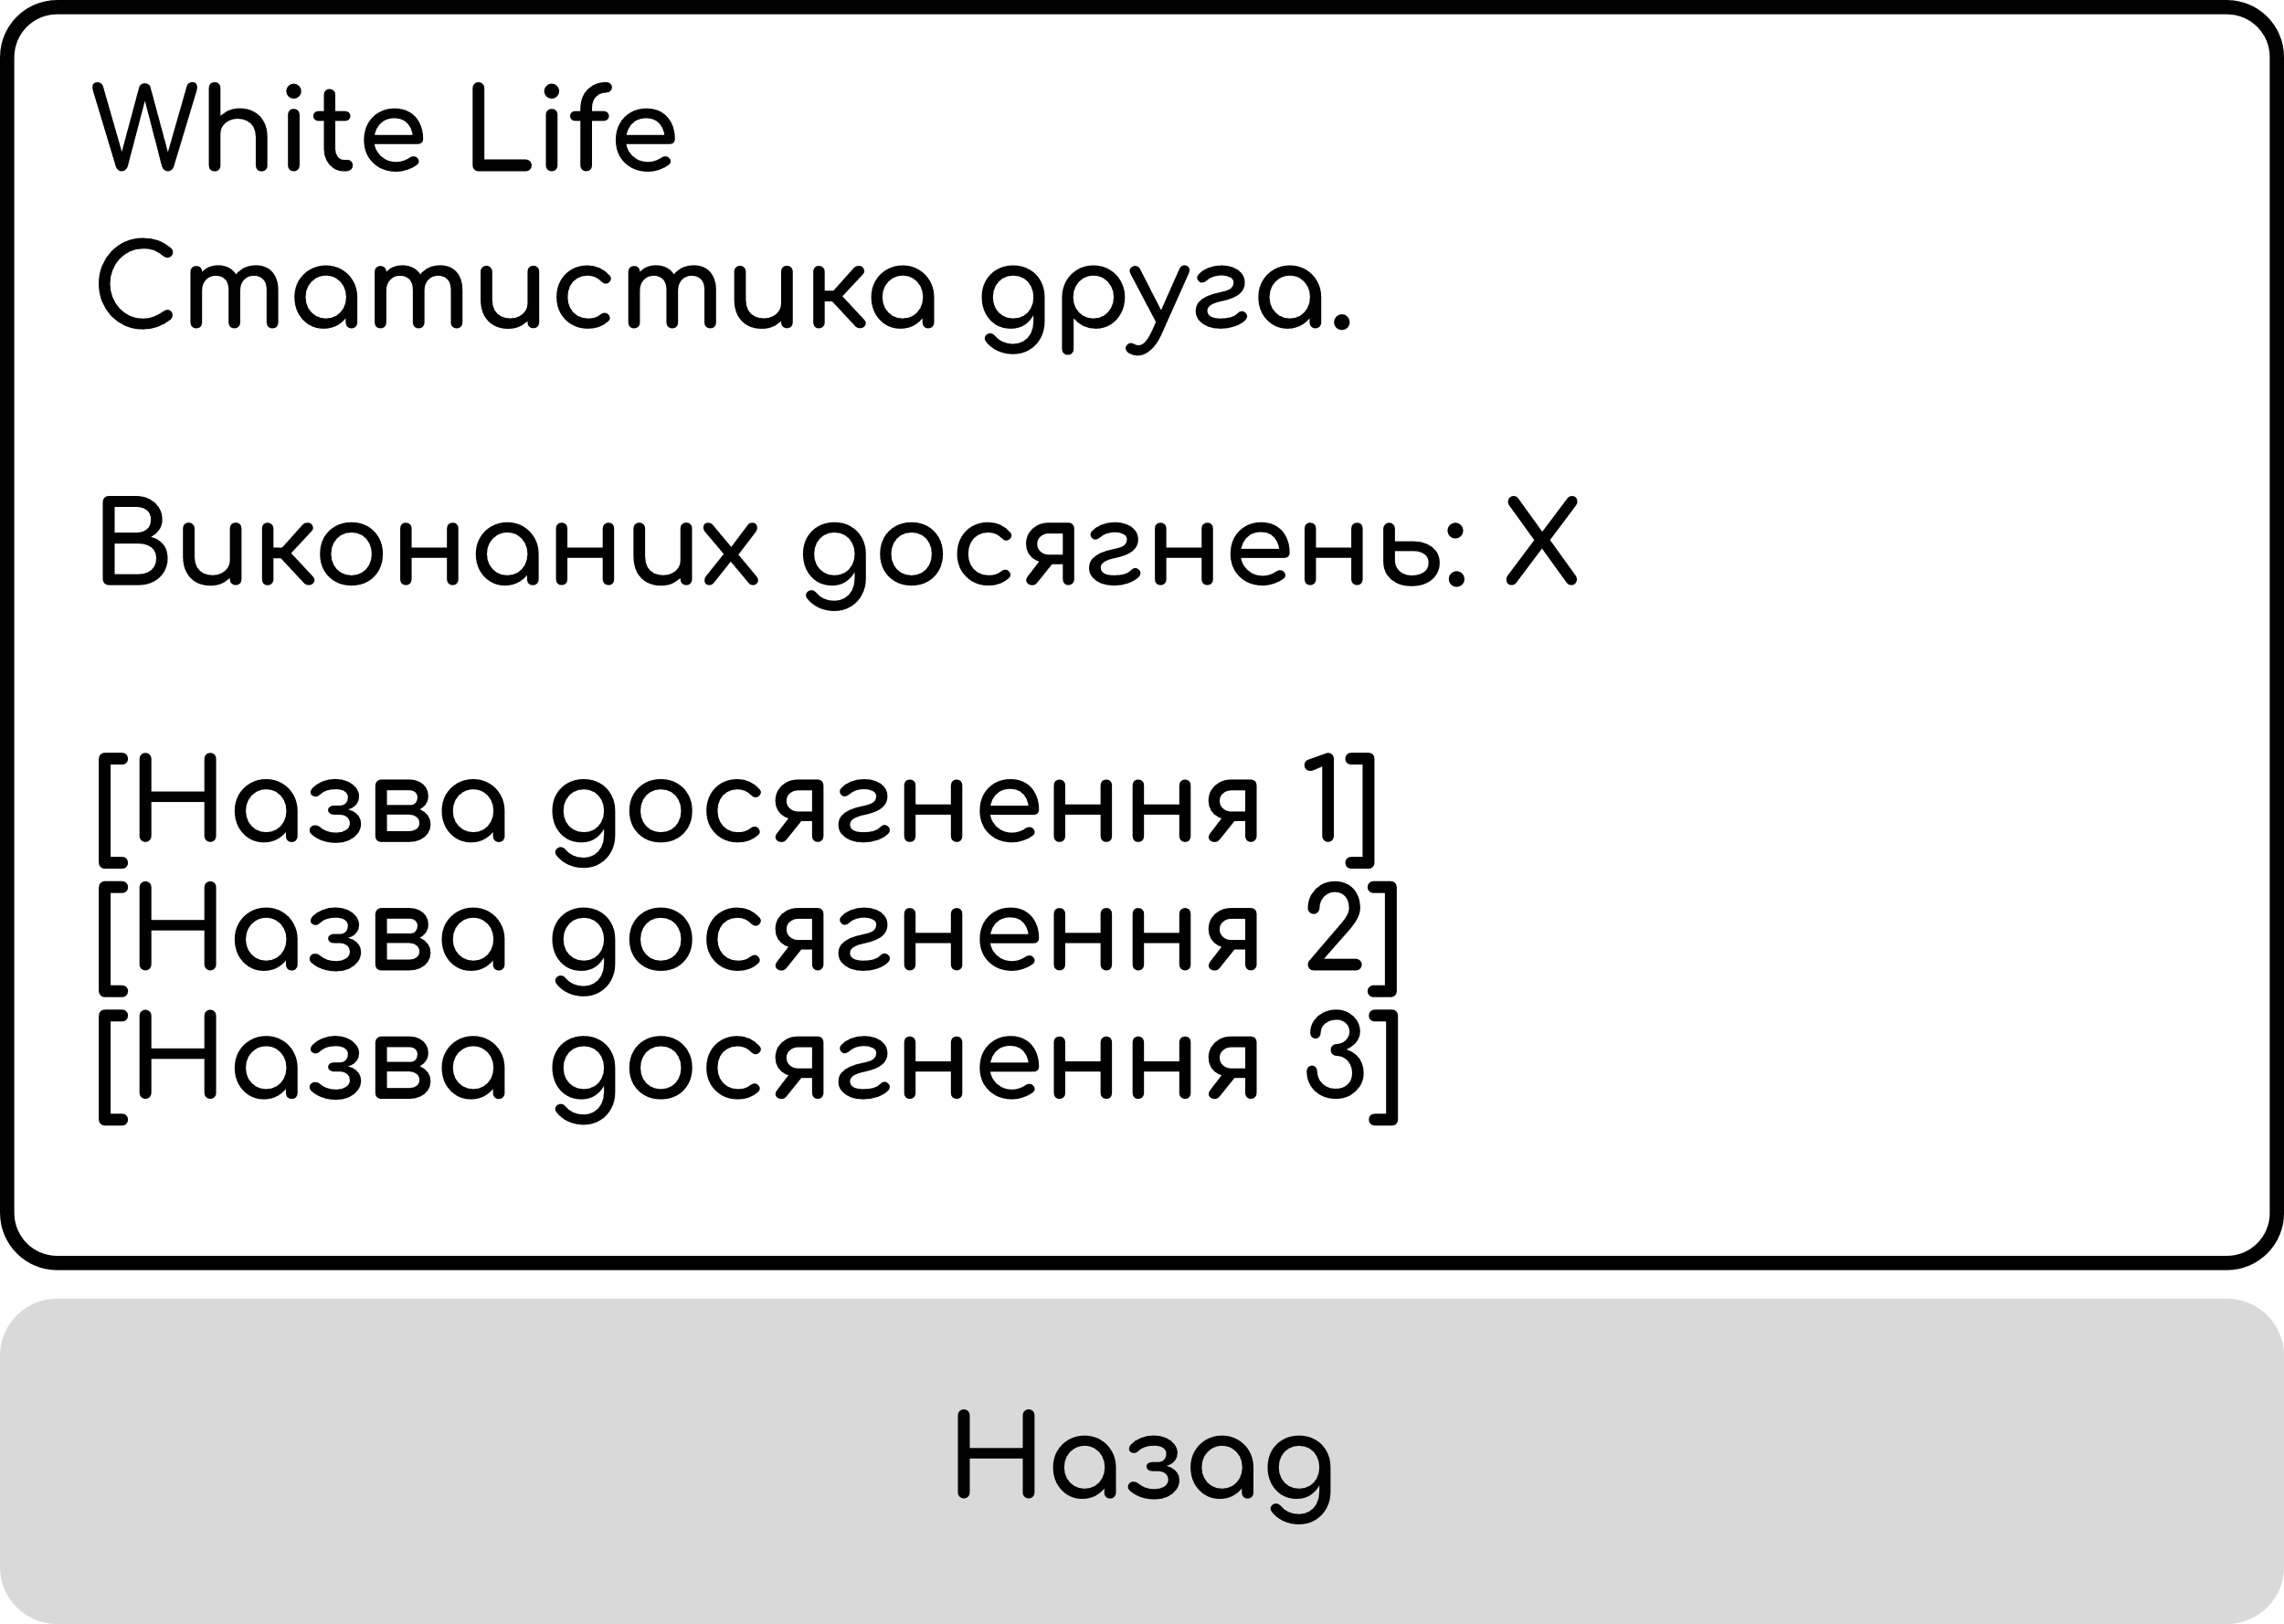 White Life
Статистика друга.
Виконаних досягнень: X
[Назва досягнення 1]
[Назва досягнення 2]
[Назва досягнення 3]
Назад